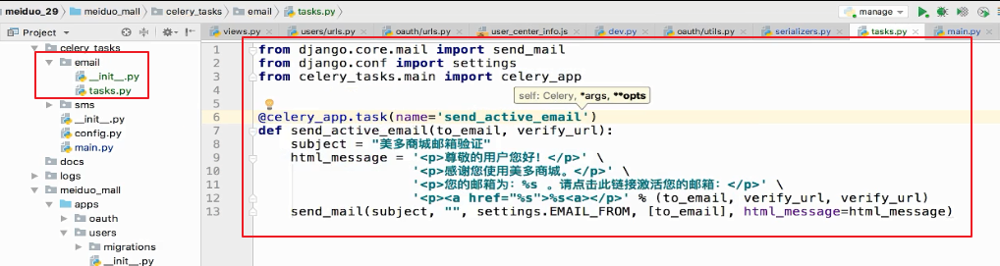 meiduo_29 meiduo_mall celery_tasks email tasks.py manage
Project views.py users/urls.py oauth/urls.py user_center_info.js dev.py oauth/utils.py serializers.py tasks.py main.py
celery_tasks
email
__init__.py
tasks.py
sms
__init__.py
config.py
main.py
docs
logs
meiduo_mall
apps
oauth
users
migrations
__init__.py
1 from django.core.mail import send_mail
2 from django.conf import settings
3 from celery_tasks.main import celery_app
4 self: Celery, *args, **opts
5
6 @celery_app.task(name='send_active_email')
7 def send_active_email(to_email, verify_url):
8 subject = "美多商城邮箱验证"
9 html_message = '<p>尊敬的用户您好！</p>' \
10 '<p>感谢您使用美多商城。</p>' \
11 '<p>您的邮箱为：%s 。请点击此链接激活您的邮箱：</p>' \
12 '<p><a href="%s">%s<a></p>' % (to_email, verify_url, verify_url)
13 send_mail(subject, "", settings.EMAIL_FROM, [to_email], html_message=html_message)